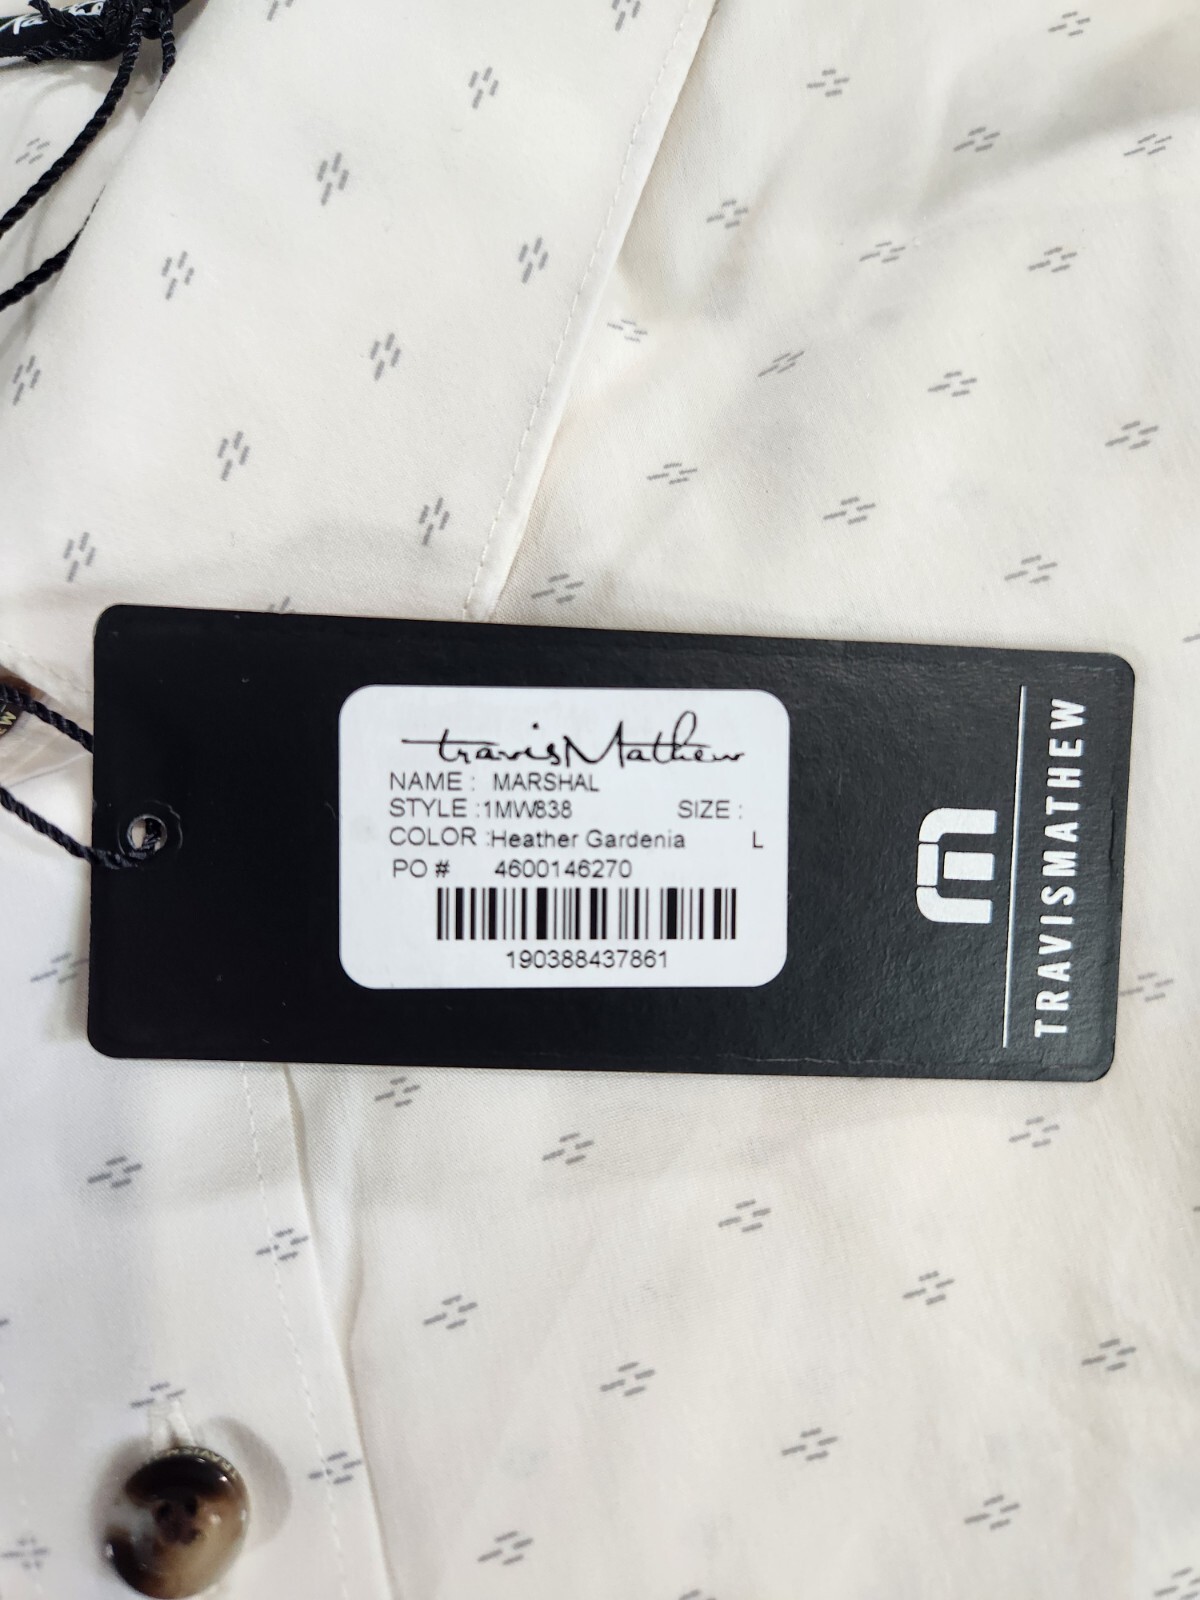 travisMathew
NAME : MARSHAL
STYLE :1MW838 SIZE :
COLOR :Heather Gardenia L
PO # 4600146270
190388437861
TRAVISMATHEW